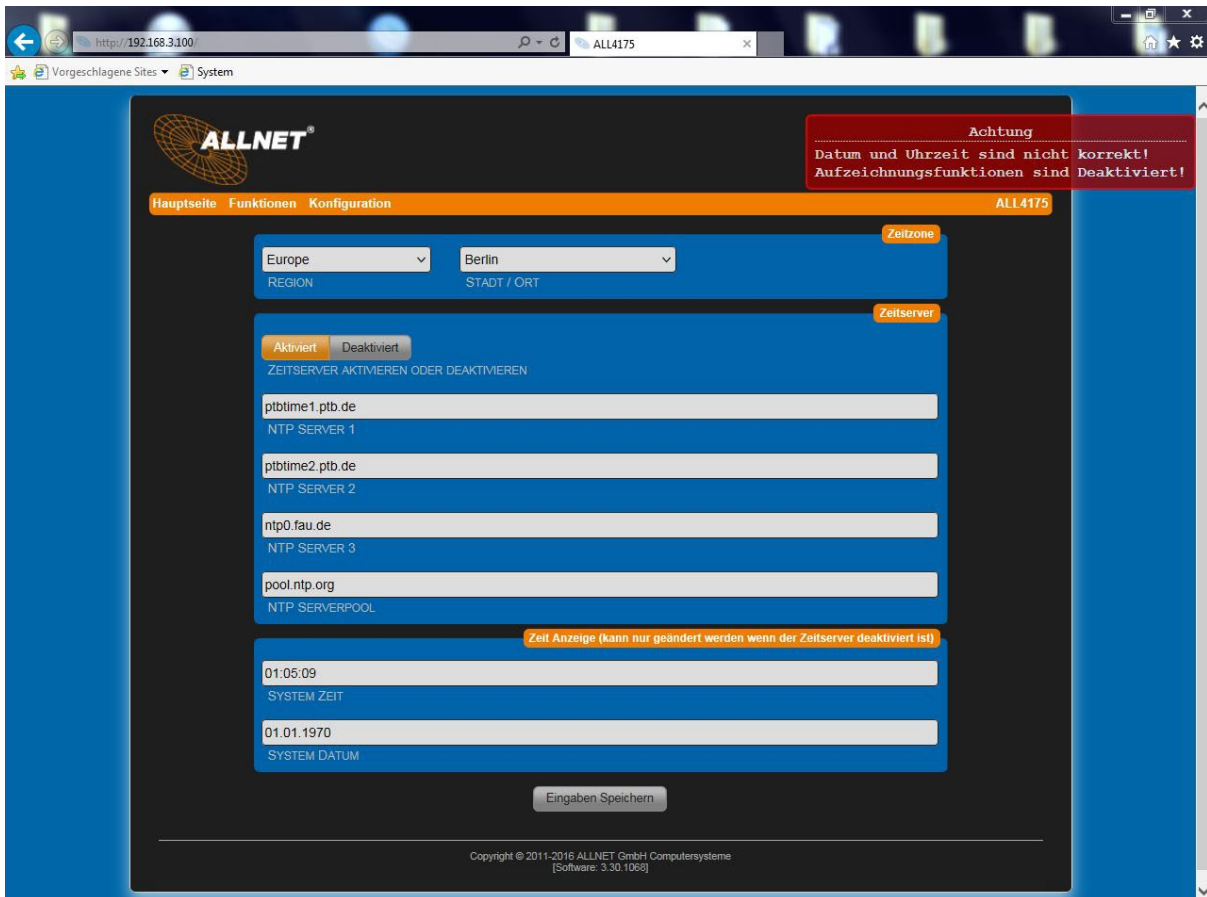 http://192.168.3.100/
ALL4175
Vorgeschlagene Sites
System
ALLNET®
Achtung
Datum und Uhrzeit sind nicht korrekt!
Aufzeichnungsfunktionen sind Deaktiviert!
Hauptseite Funktionen Konfiguration ALL4175
Zeitzone
Europe Berlin
REGION STADT / ORT
Zeitserver
Aktiviert Deaktiviert
ZEITSERVER AKTIVIEREN ODER DEAKTIVIEREN
ptbtime1.ptb.de
NTP SERVER 1
ptbtime2.ptb.de
NTP SERVER 2
ntp0.fau.de
NTP SERVER 3
pool.ntp.org
NTP SERVERPOOL
Zeit Anzeige (kann nur geändert werden wenn der Zeitserver deaktiviert ist)
01:05:09
SYSTEM ZEIT
01.01.1970
SYSTEM DATUM
Eingaben Speichern
Copyright © 2011-2016 ALLNET GmbH Computersysteme
[Software: 3.30.1068]